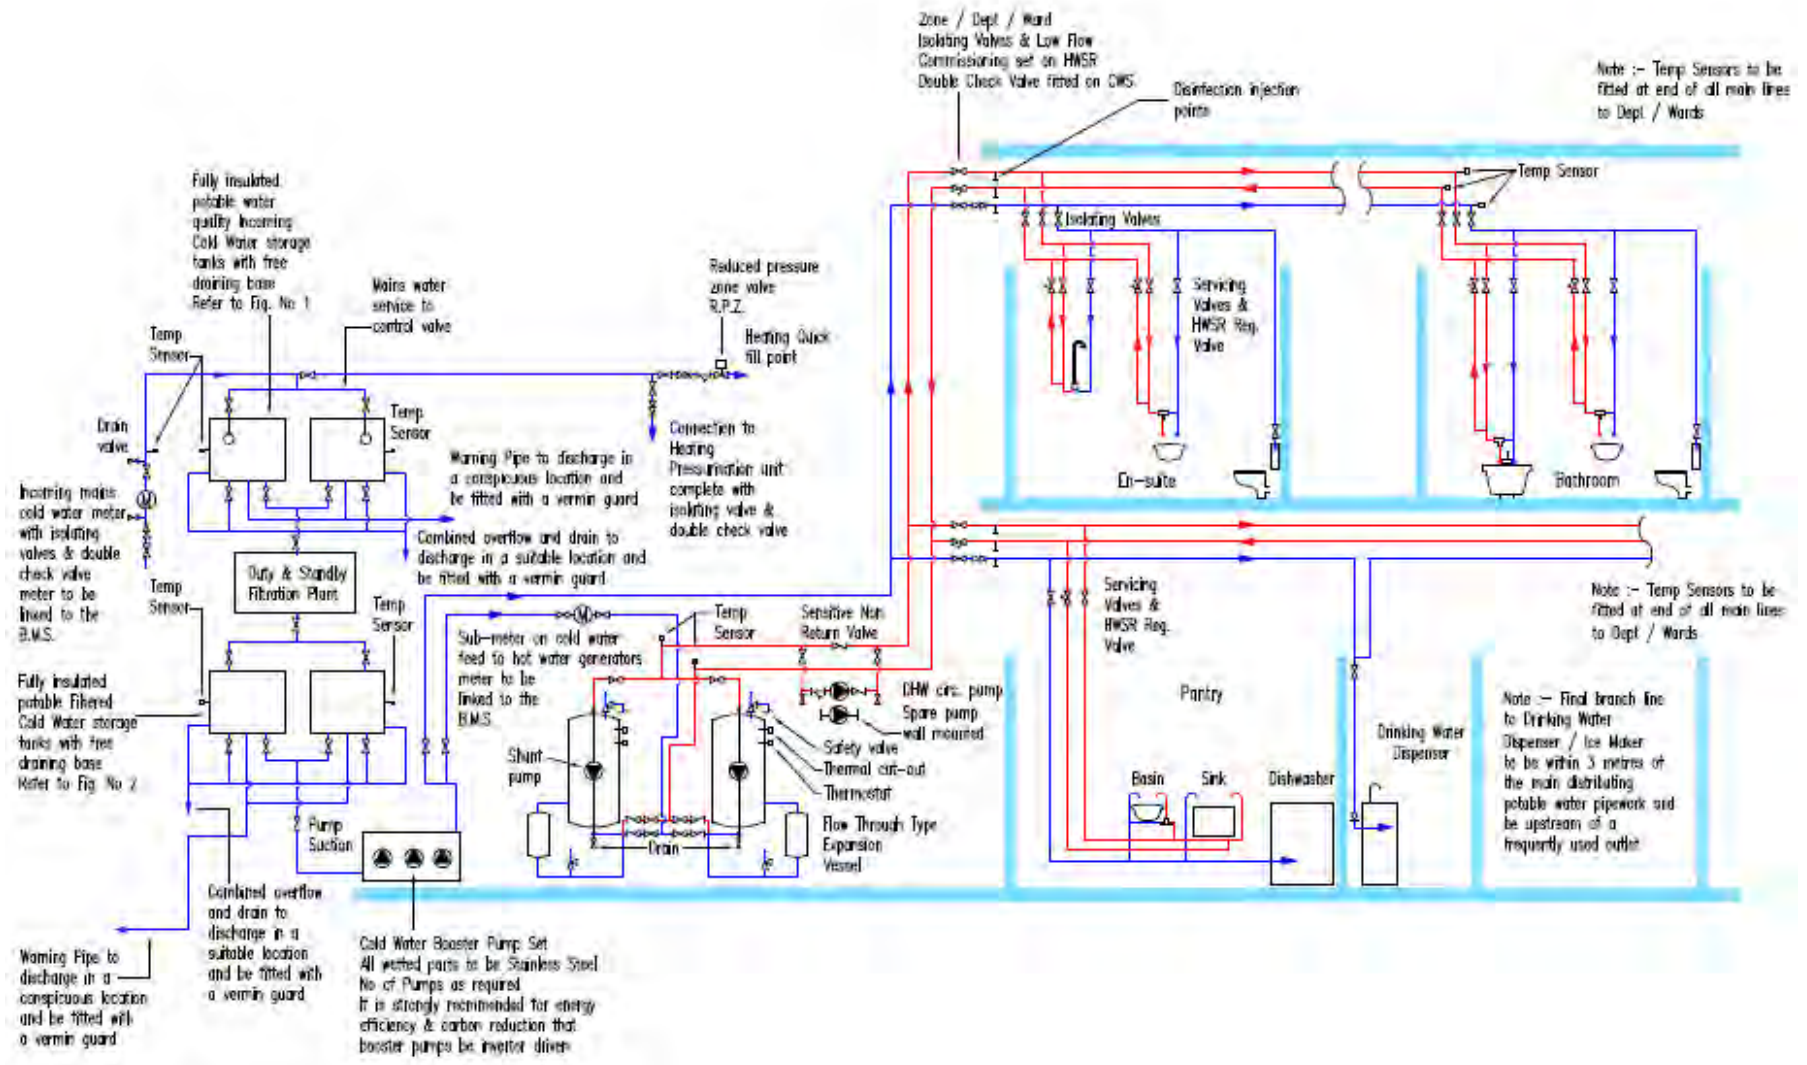 Zone / Dept / Ward
Isolating Valves & Low Flow
Commissioning set on HWSR
Double Check Valve fitted on CWS.
Disinfection injection
points
Note :- Temp Sensors to be
fitted at end of all main lines
to Dept / Wards
Temp Sensor
Isolating Valves
Fully insulated
potable water
quality Incoming
Cold Water storage
tanks with free
draining base
Refer to Fig. No 1
Mains water
service to
control valve
Reduced pressure
zone valve
R.P.Z.
Heating Quick
fill point
Temp
Sensor
Drain
valve
Temp
Sensor
Servicing
Valves &
HWSR Reg.
Valve
Connection to
Heating
Pressurisation unit
complete with
isolating valve &
double check valve
Warning Pipe to discharge in
a conspicuous location and
be fitted with a vermin guard
Combined overflow and drain to
discharge in a suitable location and
be fitted with a vermin guard
En-suite
Bathroom
Incoming mains
cold water meter
with isolating
valves & double
check valve
meter to be
linked to the
B.M.S.
Temp
Sensor
Duty & Standby
Filtration Plant
Temp
Sensor
Sub-meter on cold water
feed to hot water generators
meter to be
linked to the
B.M.S.
Temp
Sensor
Sensitive Non
Return Valve
Servicing
Valves &
HWSR Reg.
Valve
Note :- Temp Sensors to be
fitted at end of all main lines
to Dept / Wards
Fully insulated
potable Filtered
Cold Water storage
tanks with free
draining base
Refer to Fig. No 2
DHW circ. pump
Spare pump
wall mounted
Safety valve
Thermal cut-out
Thermostat
Shunt
pump
Flow Through Type
Expansion
Vessel
Drain
Pump
Suction
Pantry
Basin
Sink
Dishwasher
Drinking Water
Dispenser
Note :- Final branch line
to Drinking Water
Dispenser / Ice Maker
to be within 3 metres of
the main distributing
potable water pipework and
be upstream of a
frequently used outlet
Combined overflow
and drain to
discharge in a
suitable location
and be fitted with
a vermin guard
Warning Pipe to
discharge in a
conspicuous location
and be fitted with
a vermin guard
Cold Water Booster Pump Set
All wetted parts to be Stainless Steel
No of Pumps as required
It is strongly recommended for energy
efficiency & carbon reduction that
booster pumps be inverter driven